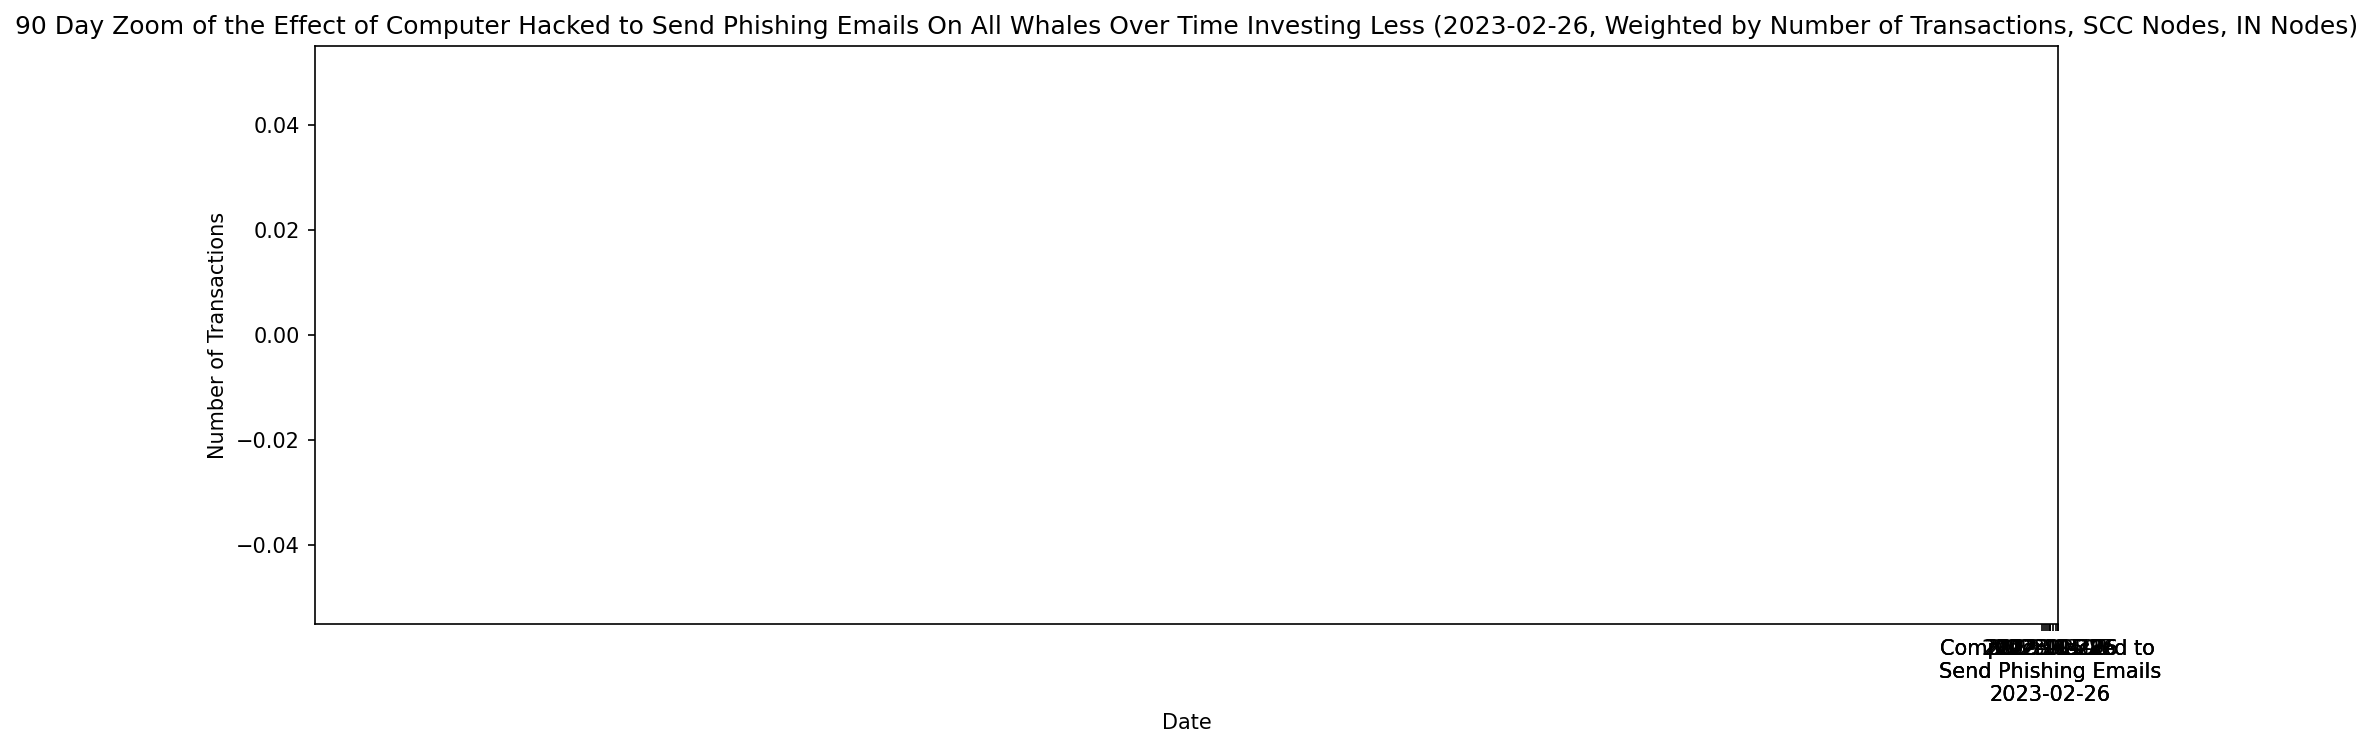 90 Day Zoom of the Effect of Computer Hacked to Send Phishing Emails On All Whales Over Time Investing Less (2023-02-26, Weighted by Number of Transactions, SCC Nodes, IN Nodes)
0.04
0.02
0.00
−0.02
−0.04
Number of Transactions
to
Send Phishing Emails
2023-02-26
Date